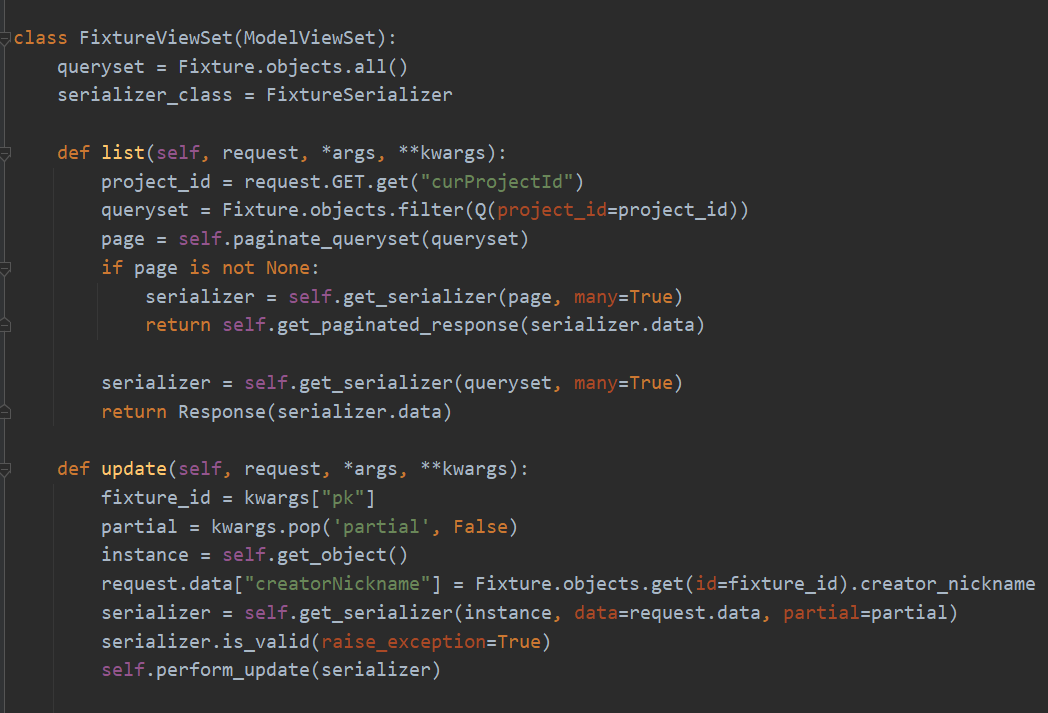 class FixtureViewSet(ModelViewSet):
    queryset = Fixture.objects.all()
    serializer_class = FixtureSerializer

    def list(self, request, *args, **kwargs):
        project_id = request.GET.get("curProjectId")
        queryset = Fixture.objects.filter(Q(project_id=project_id))
        page = self.paginate_queryset(queryset)
        if page is not None:
            serializer = self.get_serializer(page, many=True)
            return self.get_paginated_response(serializer.data)

        serializer = self.get_serializer(queryset, many=True)
        return Response(serializer.data)

    def update(self, request, *args, **kwargs):
        fixture_id = kwargs["pk"]
        partial = kwargs.pop('partial', False)
        instance = self.get_object()
        request.data["creatorNickname"] = Fixture.objects.get(id=fixture_id).creator_nickname
        serializer = self.get_serializer(instance, data=request.data, partial=partial)
        serializer.is_valid(raise_exception=True)
        self.perform_update(serializer)